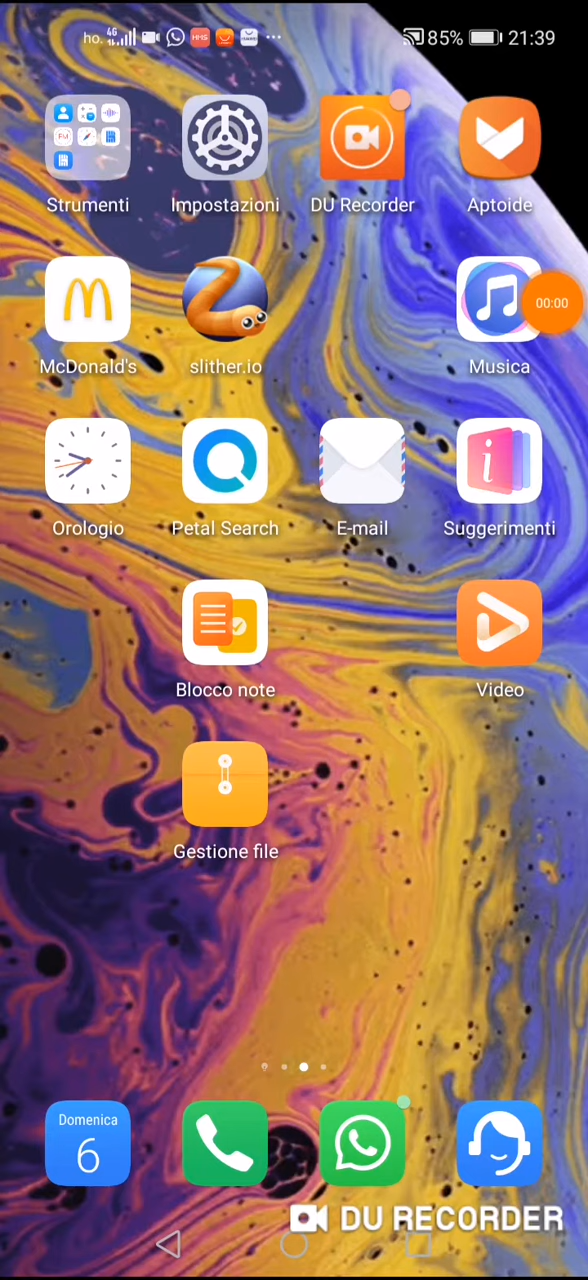 ho. 4G HMS ... 85% 21:39
Strumenti Impostazioni DU Recorder Aptoide
00:00
McDonald's slither.io Musica
Orologio Petal Search E-mail Suggerimenti
Blocco note Video
Gestione file
Domenica
6
DU RECORDER